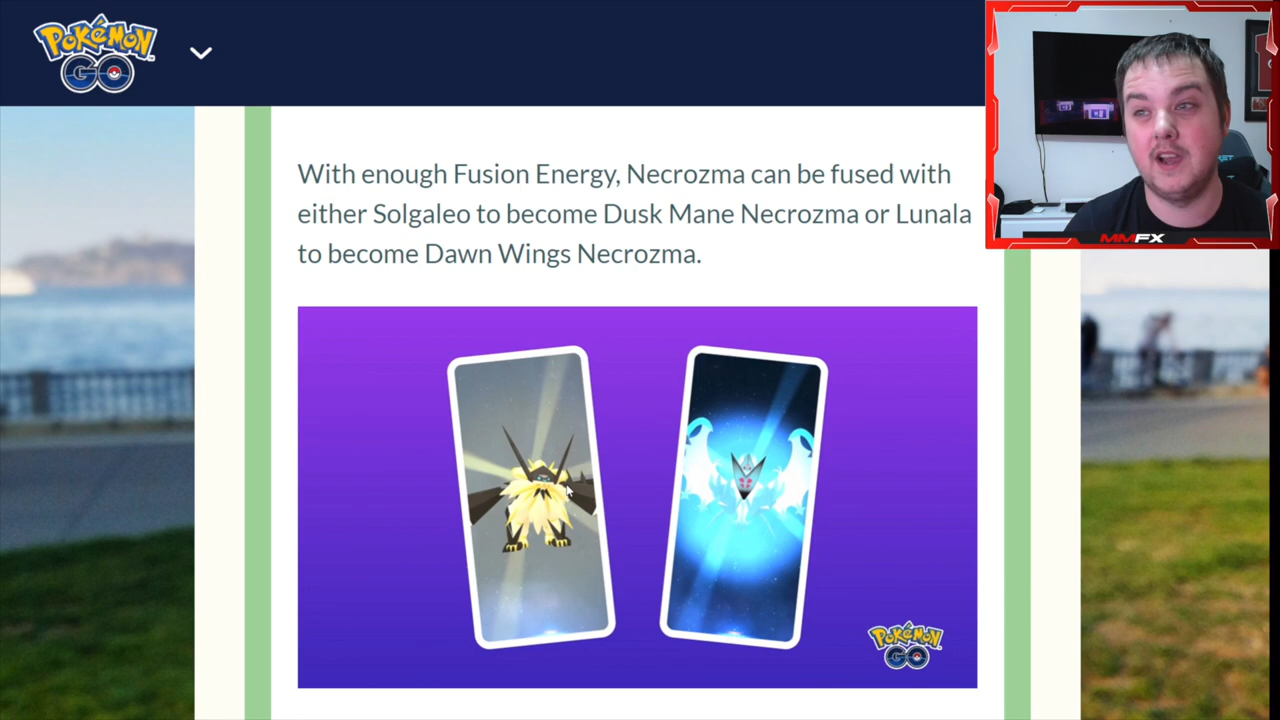 POKÉMON
GO
With enough Fusion Energy, Necrozma can be fused with
either Solgaleo to become Dusk Mane Necrozma or Lunala
to become Dawn Wings Necrozma.
POKÉMON
GO
MMFX